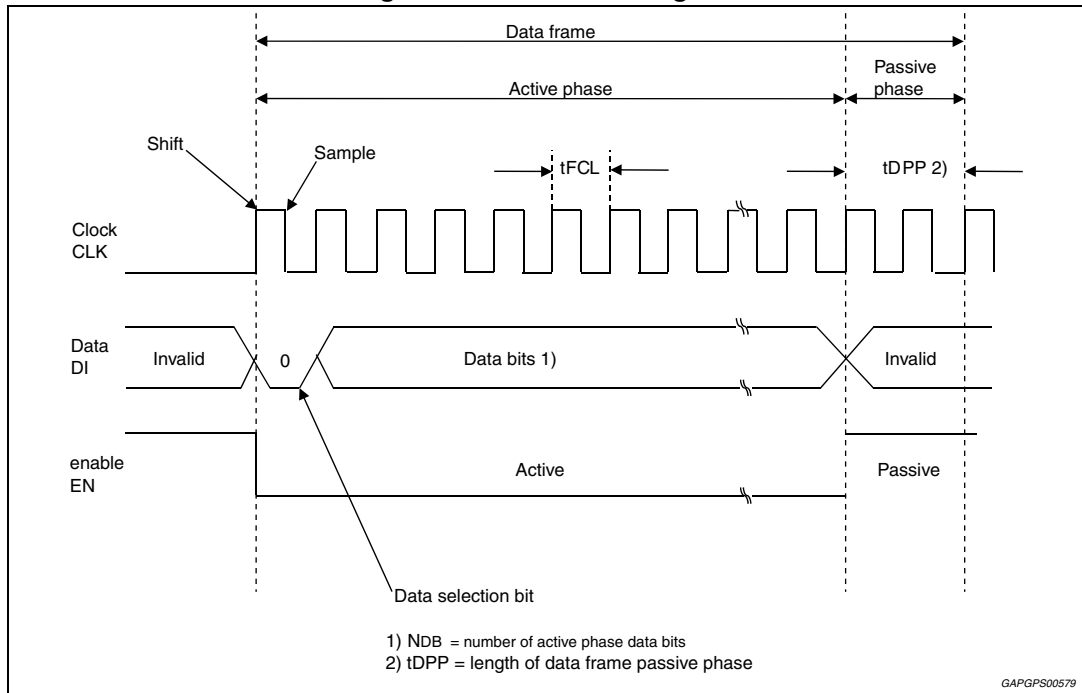 Data frame
Passive
phase
Active phase
Shift
Sample
tFCL
tDPP 2)
Clock
CLK
Data
DI
Invalid
0
Data bits 1)
Invalid
enable
EN
Active
Passive
Data selection bit
1) NDB = number of active phase data bits
2) tDPP = length of data frame passive phase
GAPGPS00579